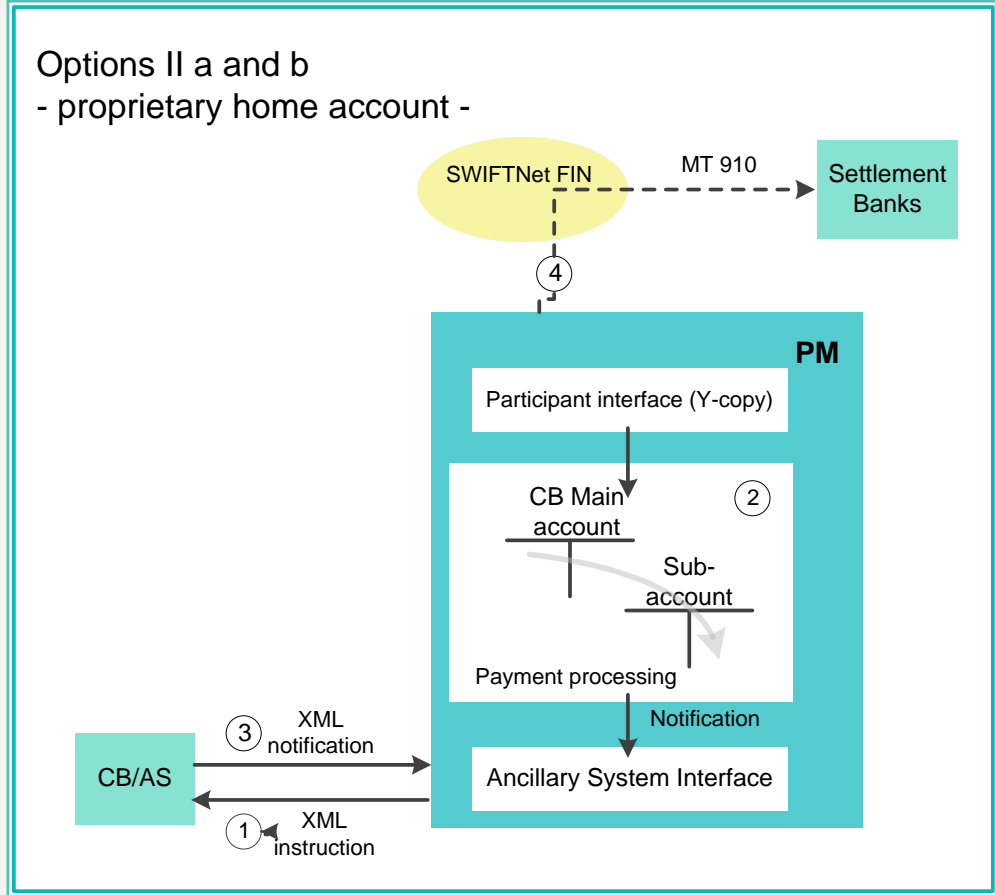 Options II a and b
- proprietary home account -
SWIFTNet FIN
MT 910
Settlement
Banks
4
PM
Participant interface (Y-copy)
CB Main
account
2
Sub-
account
Payment processing
Notification
3
XML
notification
CB/AS
Ancillary System Interface
1
XML
instruction